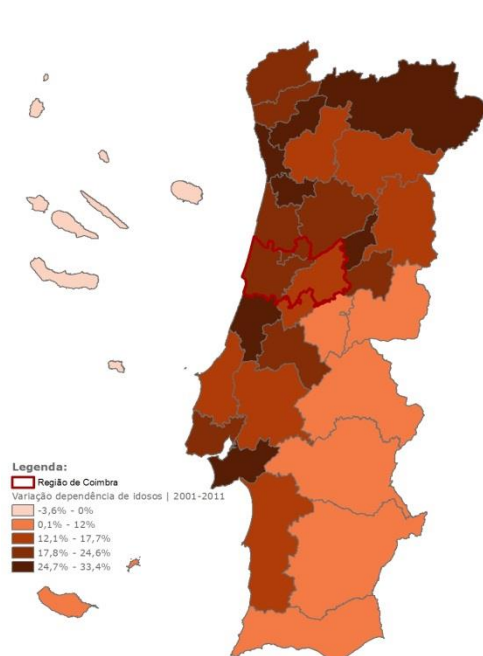 Legenda:
Região de Coimbra
Variação dependência de idosos | 2001-2011
-3,6% - 0%
0,1% - 12%
12,1% - 17,7%
17,8% - 24,6%
24,7% - 33,4%